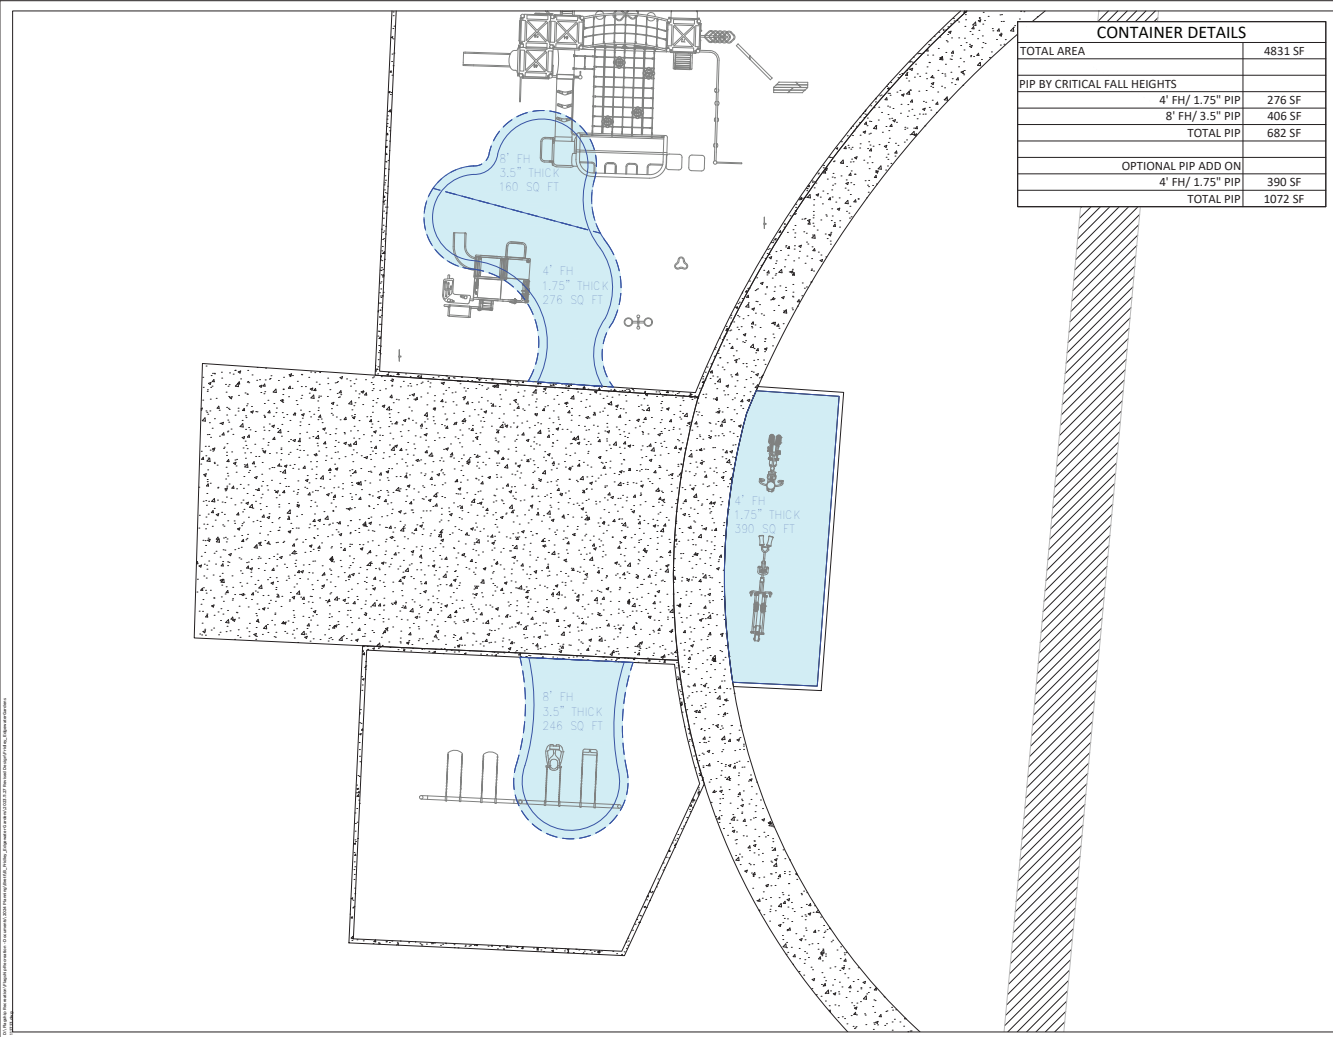 CONTAINER DETAILS
TOTAL AREA 4831 SF
PIP BY CRITICAL FALL HEIGHTS
4' FH/ 1.75" PIP 276 SF
8' FH/ 3.5" PIP 406 SF
TOTAL PIP 682 SF
OPTIONAL PIP ADD ON
4' FH/ 1.75" PIP 390 SF
TOTAL PIP 1072 SF
8' FH
3.5" THICK
160 SQ FT
4' FH
1.75" THICK
276 SQ FT
4' FH
1.75" THICK
390 SQ FT
8' FH
3.5" THICK
246 SQ FT